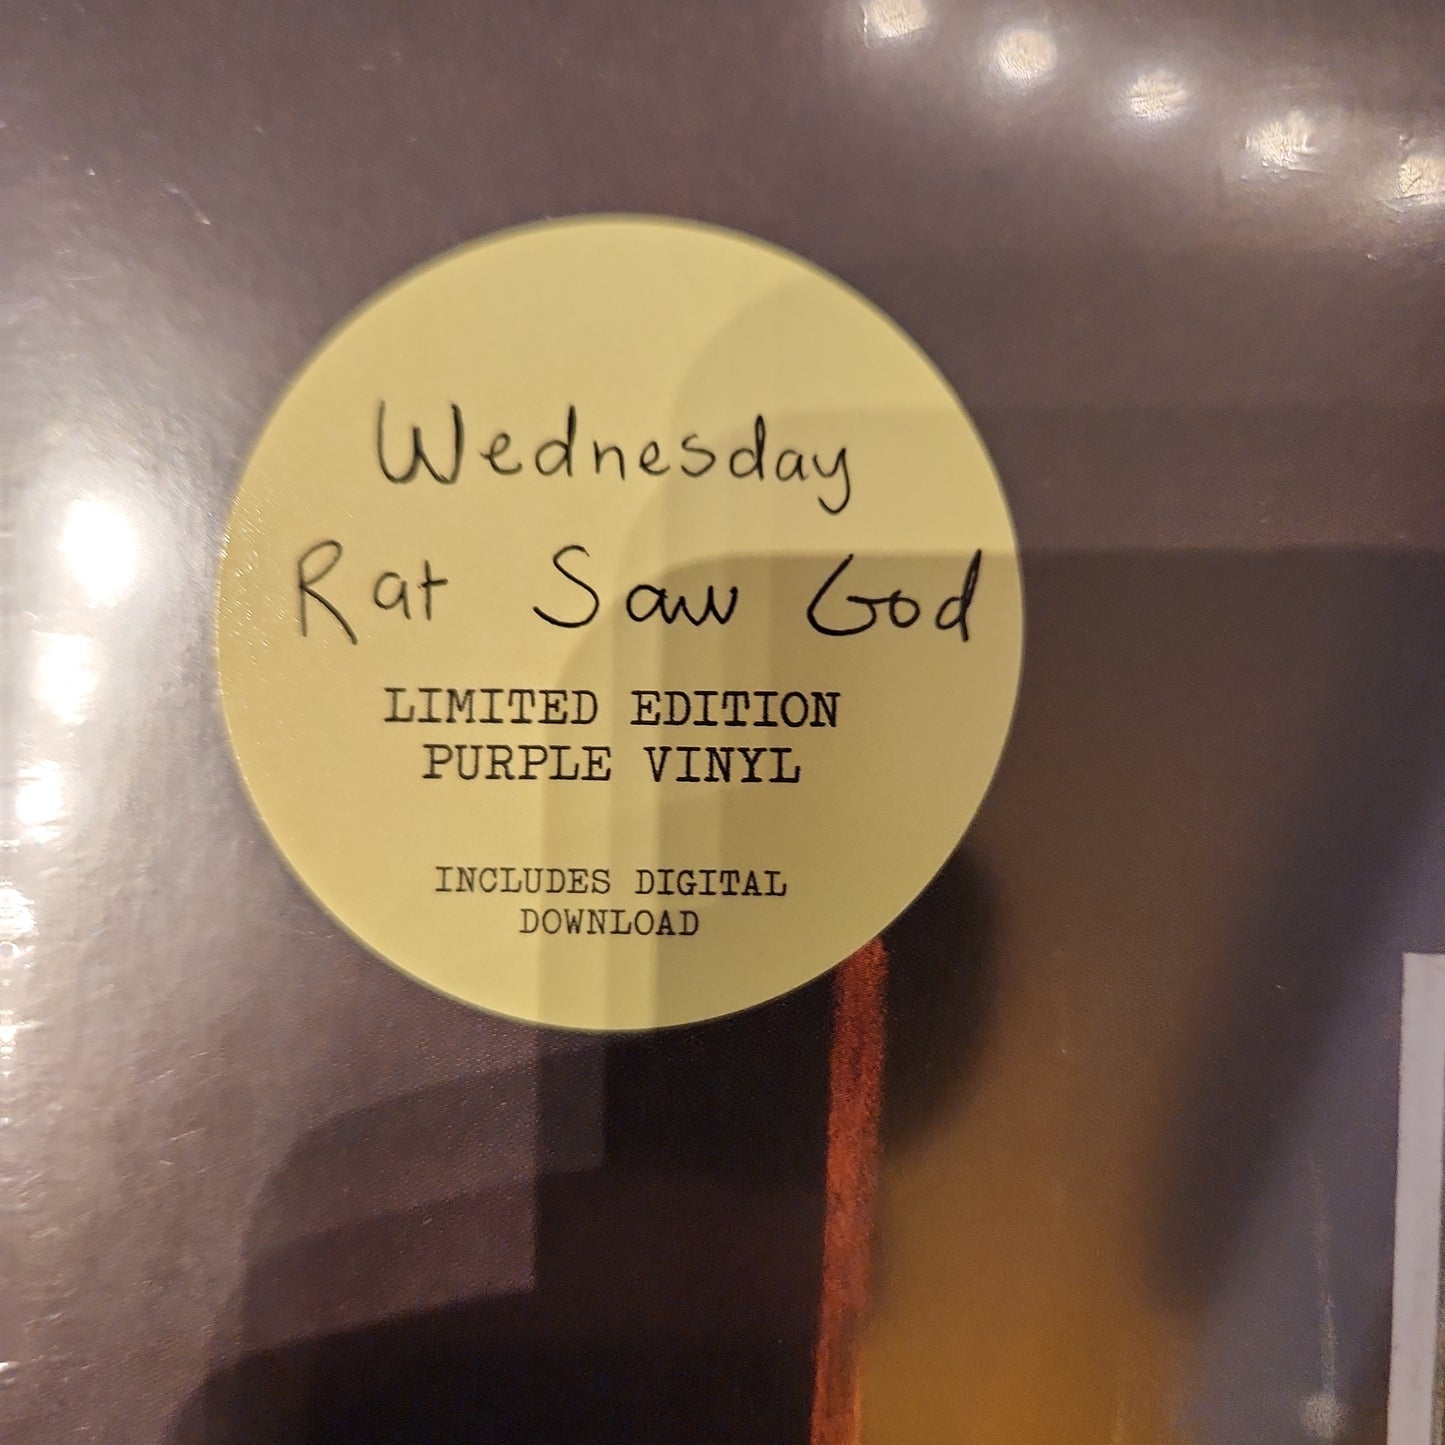 Wednesday
Rat Saw God
LIMITED EDITION
PURPLE VINYL
INCLUDES DIGITAL
DOWNLOAD